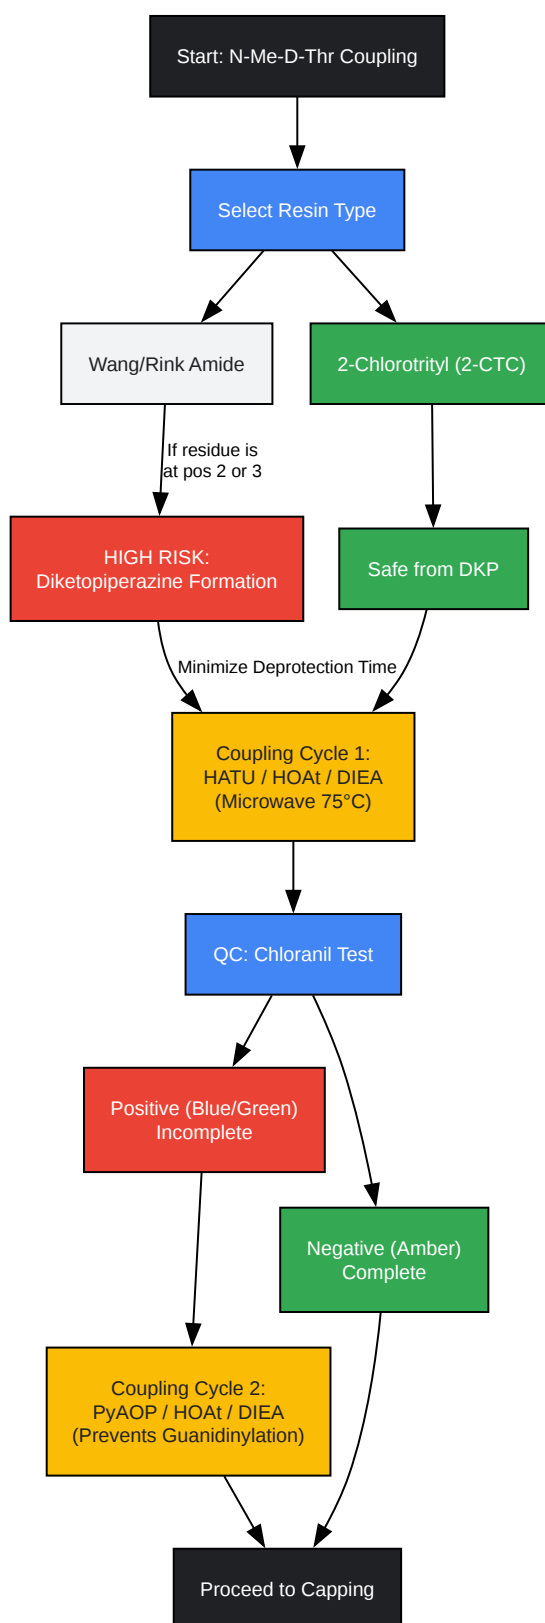 Start: N-Me-D-Thr Coupling
Select Resin Type
Wang/Rink Amide
2-Chlorotrityl (2-CTC)
If residue is
at pos 2 or 3
HIGH RISK:
Diketopiperazine Formation
Safe from DKP
Minimize Deprotection Time
Coupling Cycle 1:
HATU / HOAt / DIEA
(Microwave 75°C)
QC: Chloranil Test
Positive (Blue/Green)
Incomplete
Negative (Amber)
Complete
Coupling Cycle 2:
PyAOP / HOAt / DIEA
(Prevents Guanidinylation)
Proceed to Capping